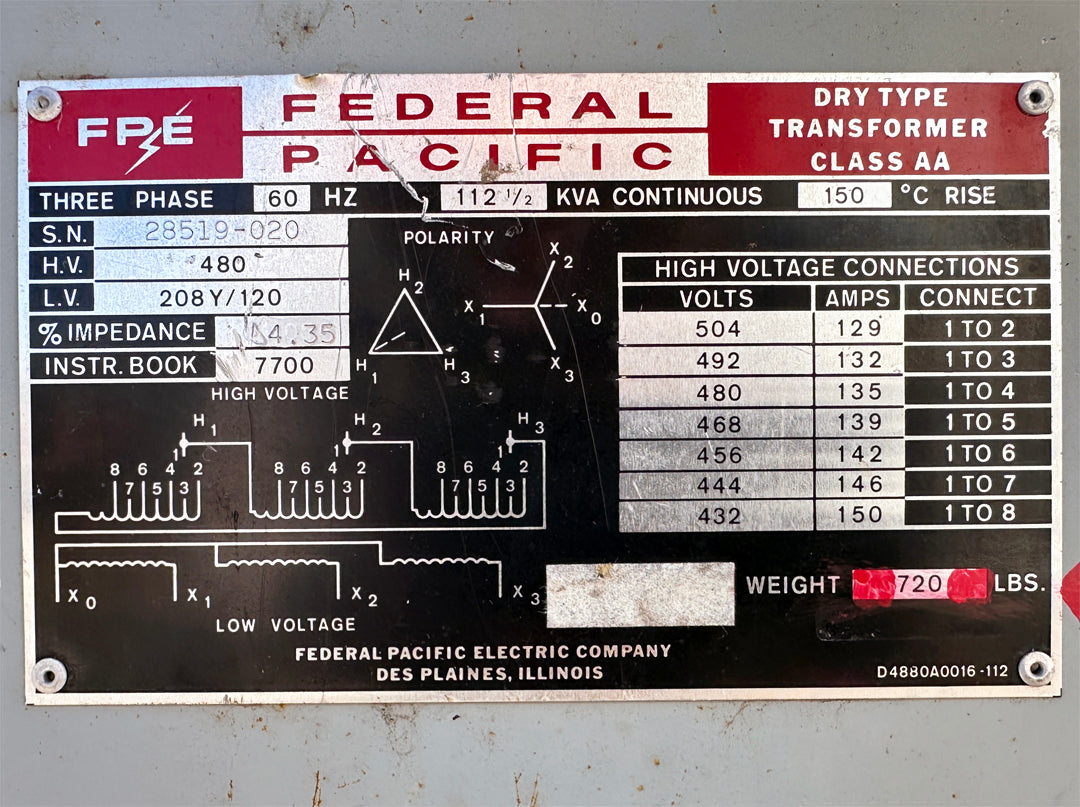 FPE
FEDERAL
PACIFIC
DRY TYPE
TRANSFORMER
CLASS AA
THREE PHASE 60 HZ 112 1/2 KVA CONTINUOUS 150 °C RISE
S.N. 28519-020
H.V. 480
L.V. 208Y/120
% IMPEDANCE 4.35
INSTR. BOOK 7700
POLARITY
H2
H1 H3
X2
X1 X0
X3
HIGH VOLTAGE CONNECTIONS
VOLTS AMPS CONNECT
504 129 1 TO 2
492 132 1 TO 3
480 135 1 TO 4
468 139 1 TO 5
456 142 1 TO 6
444 146 1 TO 7
432 150 1 TO 8
HIGH VOLTAGE
H1 H2 H3
1 1 1
8 6 4 2 8 6 4 2 8 6 4 2
7 5 3 7 5 3 7 5 3
X0 X1 X2 X3
LOW VOLTAGE
WEIGHT 720 LBS.
FEDERAL PACIFIC ELECTRIC COMPANY
DES PLAINES, ILLINOIS
D4880A0016-112